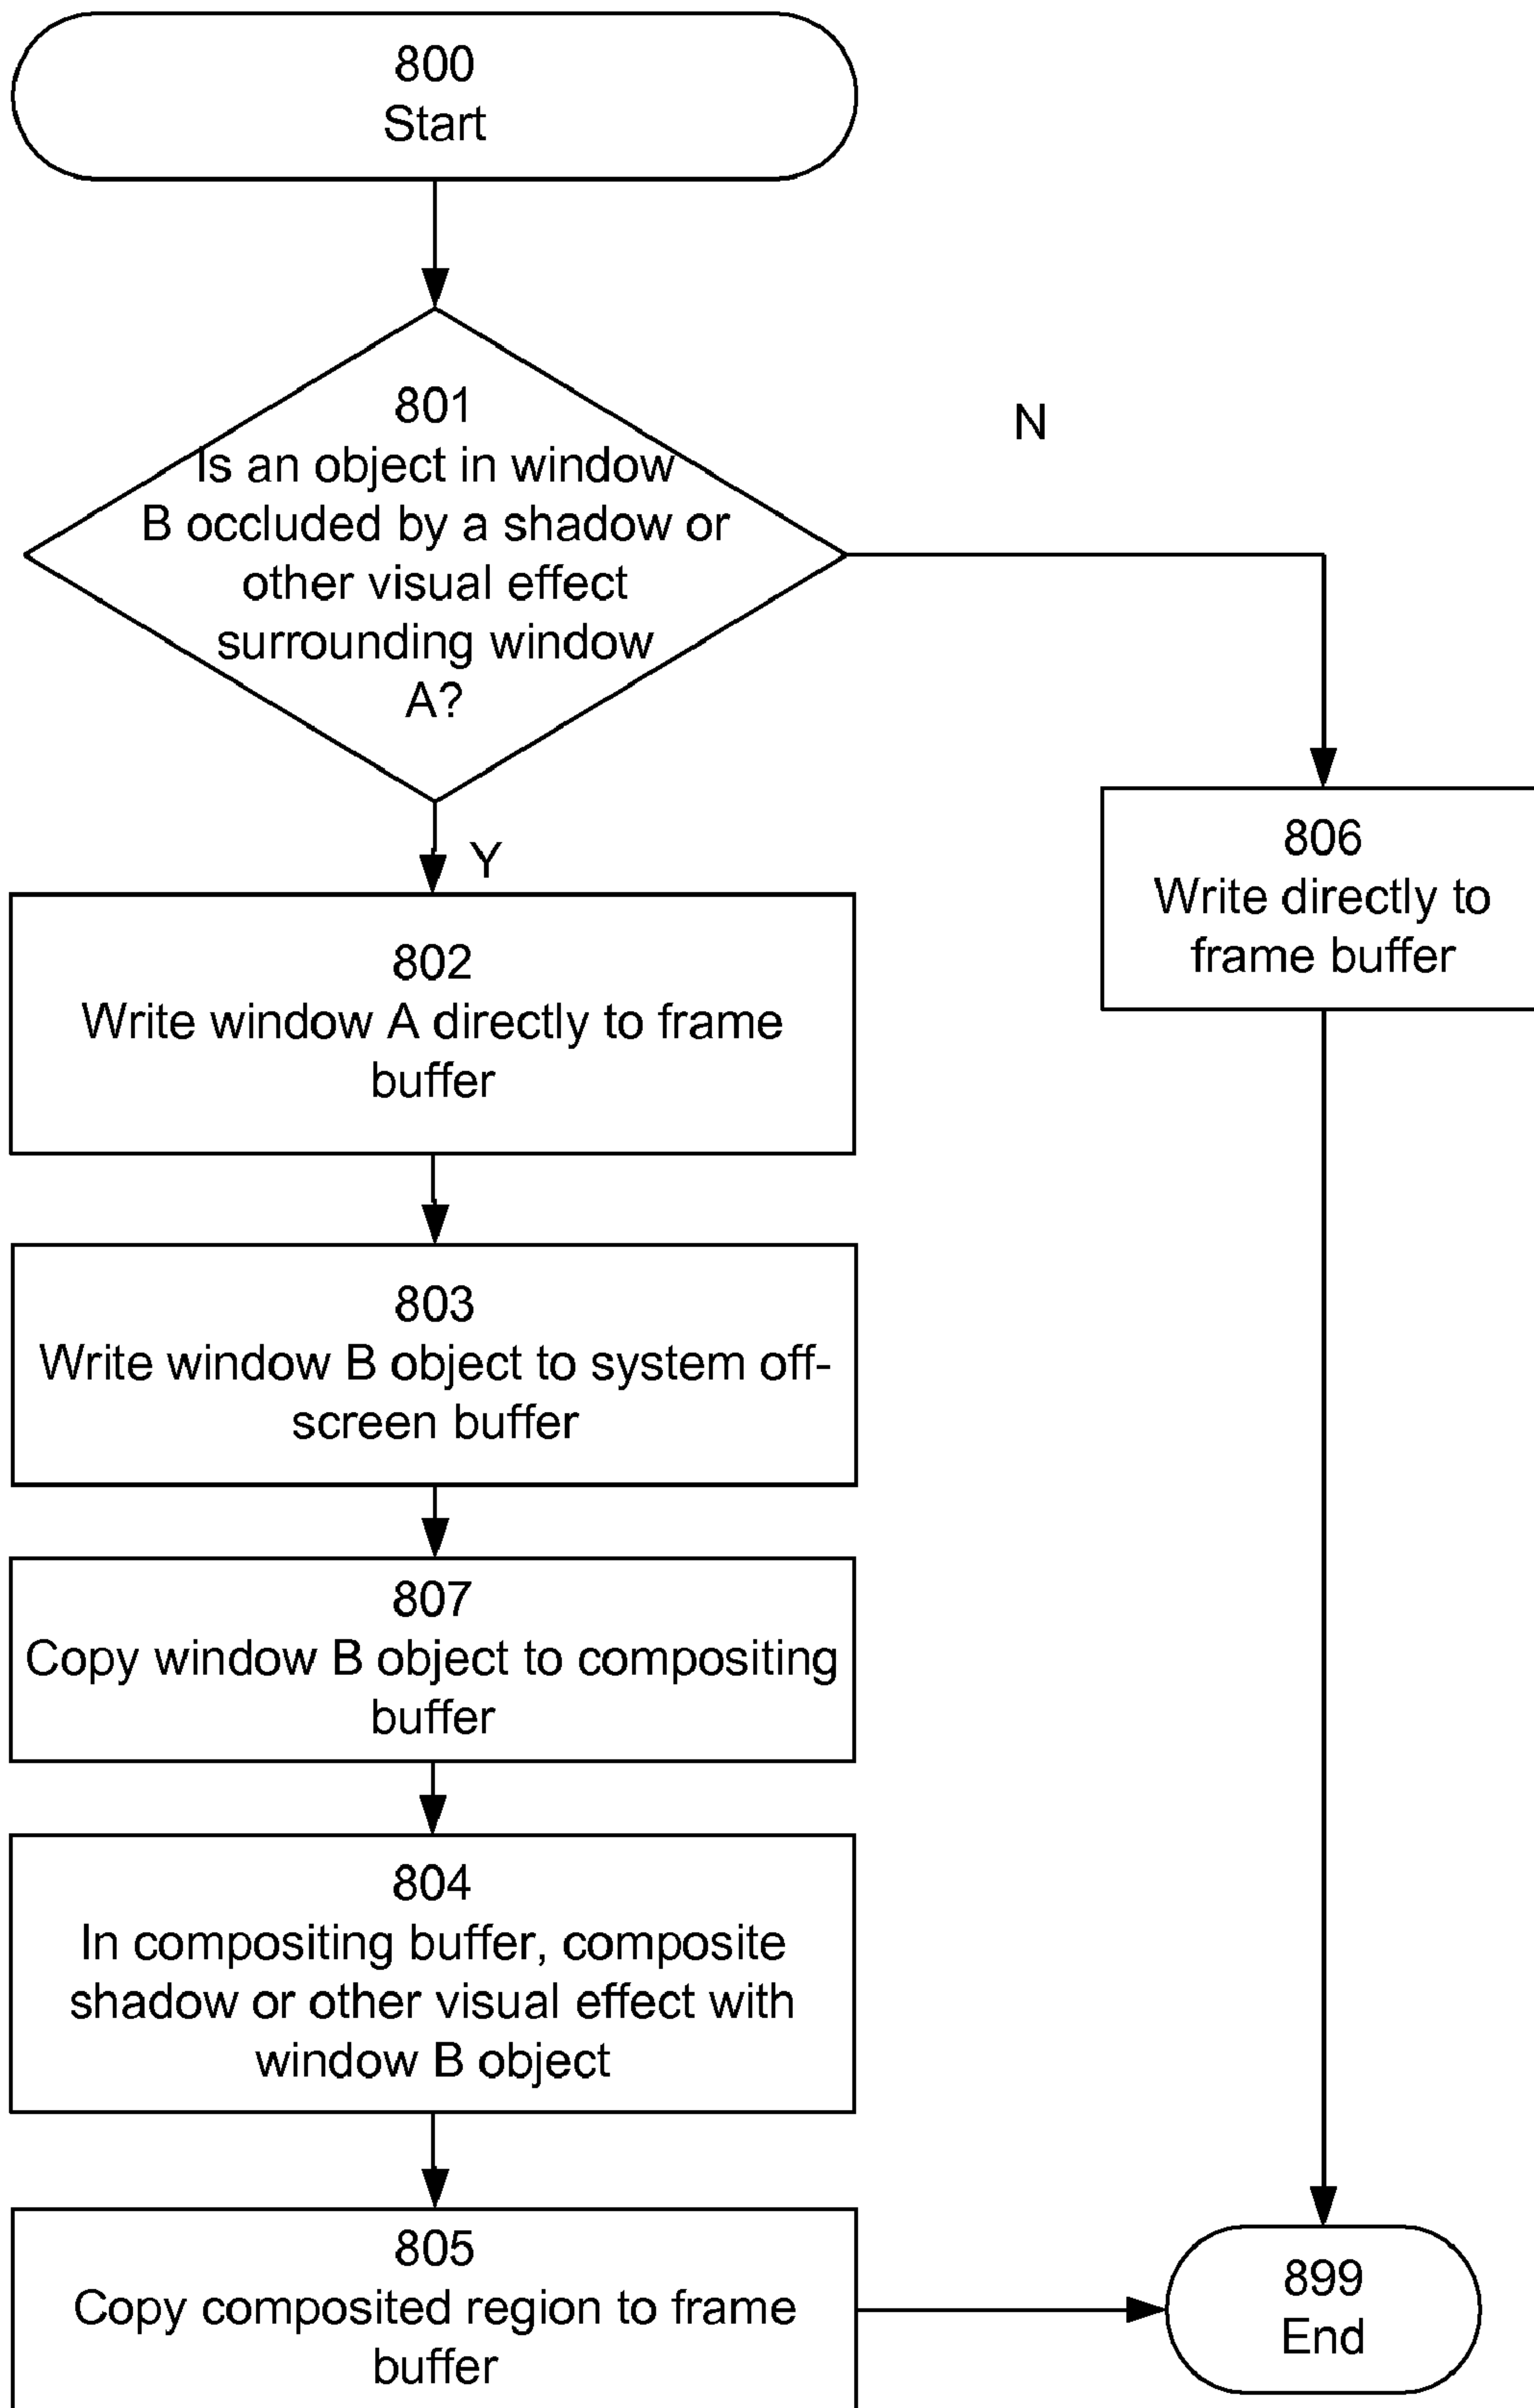 800
Start
801
Is an object in window
B occluded by a shadow or
other visual effect
surrounding window
A?
N
Y
806
Write directly to
frame buffer
802
Write window A directly to frame
buffer
803
Write window B object to system off-
screen buffer
807
Copy window B object to compositing
buffer
804
In compositing buffer, composite
shadow or other visual effect with
window B object
805
Copy composited region to frame
buffer
899
End